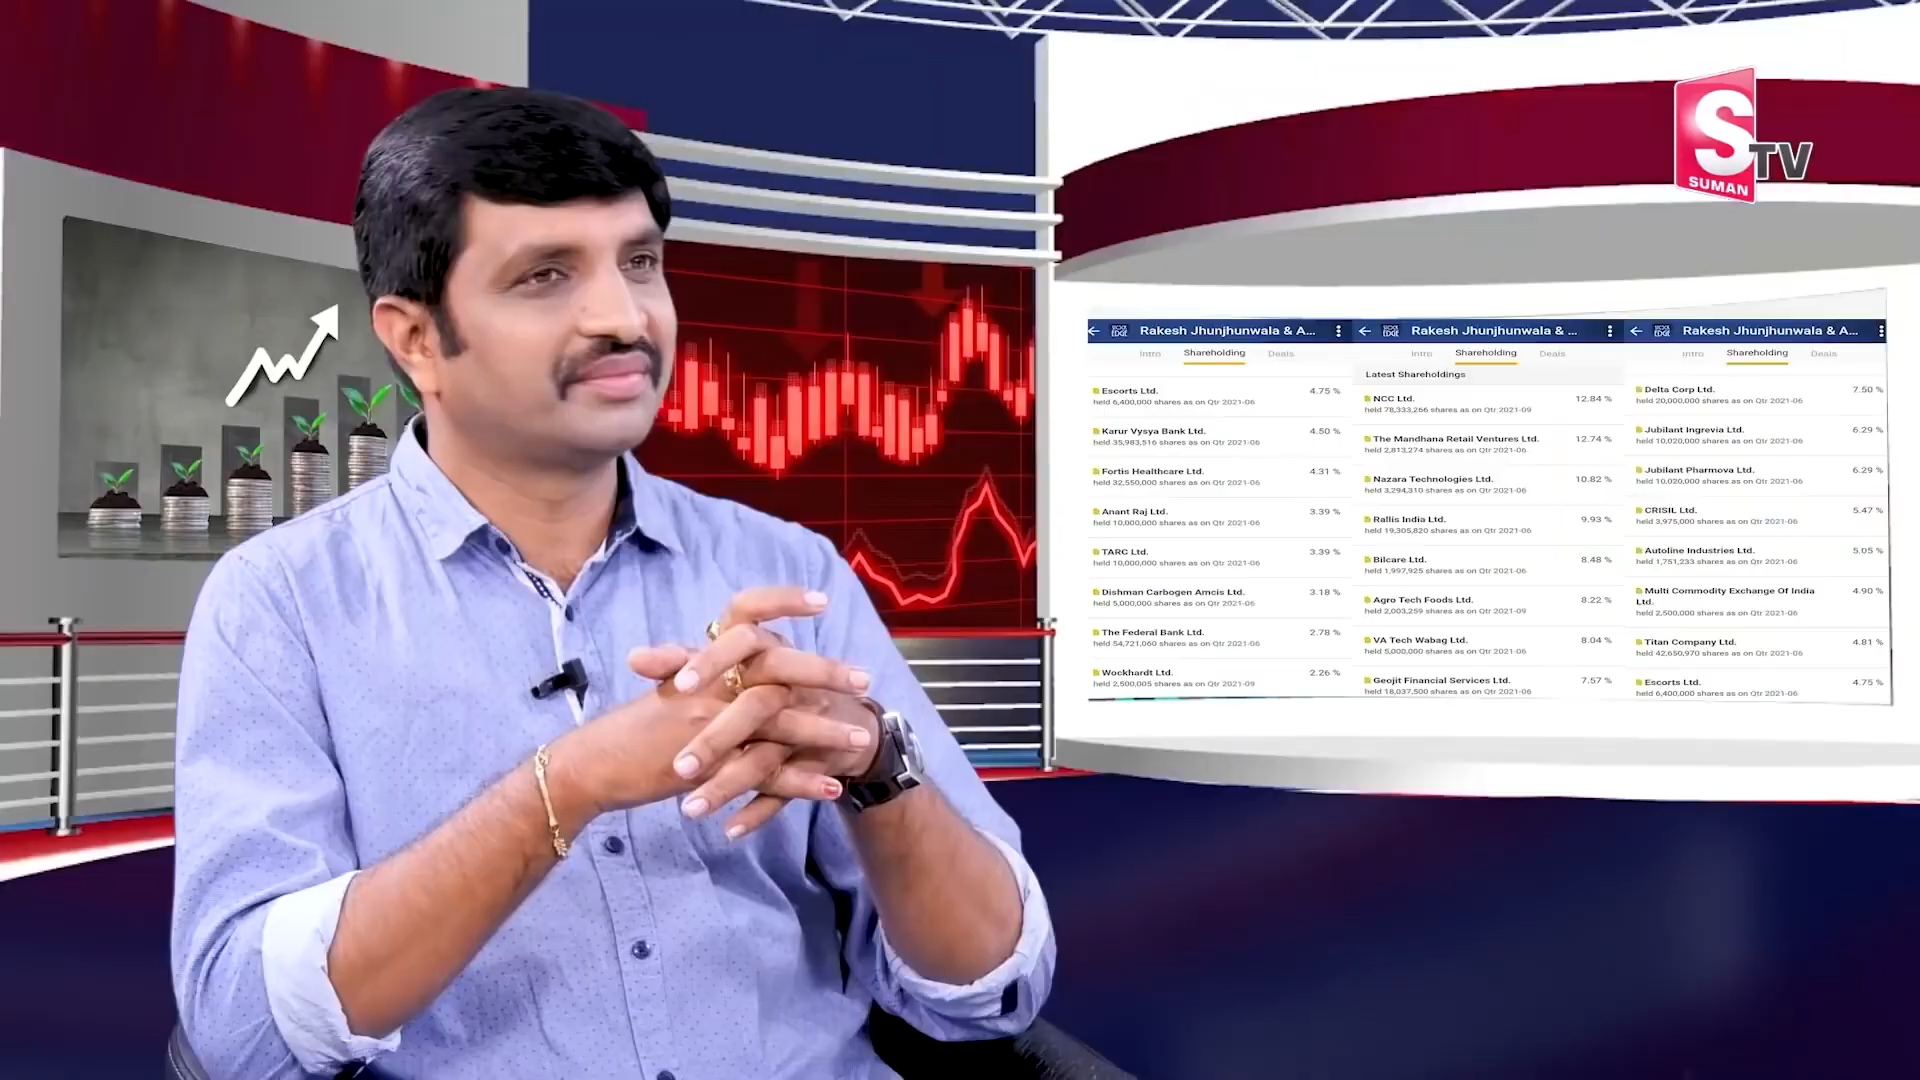 S
TV
SUMAN
STOCK
EDGE
Rakesh Jhunjhunwala & A...
Intro Shareholding Deals
Escorts Ltd. 4.75 %
held 6,400,000 shares as on Qtr 2021-06
Karur Vysya Bank Ltd. 4.50 %
held 35,983,516 shares as on Qtr 2021-06
Fortis Healthcare Ltd. 4.31 %
held 32,550,000 shares as on Qtr 2021-06
Anant Raj Ltd. 3.39 %
held 10,000,000 shares as on Qtr 2021-06
TARC Ltd. 3.39 %
held 10,000,000 shares as on Qtr 2021-06
Dishman Carbogen Amcis Ltd. 3.18 %
held 5,000,000 shares as on Qtr 2021-06
The Federal Bank Ltd. 2.78 %
held 54,721,060 shares as on Qtr 2021-06
Wockhardt Ltd. 2.26 %
held 2,500,005 shares as on Qtr 2021-09
STOCK
EDGE
Rakesh Jhunjhunwala & ...
Intro Shareholding Deals
Latest Shareholdings
NCC Ltd. 12.84 %
held 78,333,266 shares as on Qtr 2021-09
The Mandhana Retail Ventures Ltd. 12.74 %
held 2,813,274 shares as on Qtr 2021-06
Nazara Technologies Ltd. 10.82 %
held 3,294,310 shares as on Qtr 2021-06
Rallis India Ltd. 9.93 %
held 19,305,820 shares as on Qtr 2021-06
Bilcare Ltd. 8.48 %
held 1,997,925 shares as on Qtr 2021-06
Agro Tech Foods Ltd. 8.22 %
held 2,003,259 shares as on Qtr 2021-09
VA Tech Wabag Ltd. 8.04 %
held 5,000,000 shares as on Qtr 2021-06
Geojit Financial Services Ltd. 7.57 %
held 18,037,500 shares as on Qtr 2021-06
STOCK
EDGE
Rakesh Jhunjhunwala & A...
Intro Shareholding Deals
Delta Corp Ltd. 7.50 %
held 20,000,000 shares as on Qtr 2021-06
Jubilant Ingrevia Ltd. 6.29 %
held 10,020,000 shares as on Qtr 2021-06
Jubilant Pharmova Ltd. 6.29 %
held 10,020,000 shares as on Qtr 2021-06
CRISIL Ltd. 5.47 %
held 3,975,000 shares as on Qtr 2021-06
Autoline Industries Ltd. 5.05 %
held 1,751,233 shares as on Qtr 2021-06
Multi Commodity Exchange Of India 4.90 %
Ltd.
held 2,500,000 shares as on Qtr 2021-06
Titan Company Ltd. 4.81 %
held 42,650,970 shares as on Qtr 2021-06
Escorts Ltd. 4.75 %
held 6,400,000 shares as on Qtr 2021-06